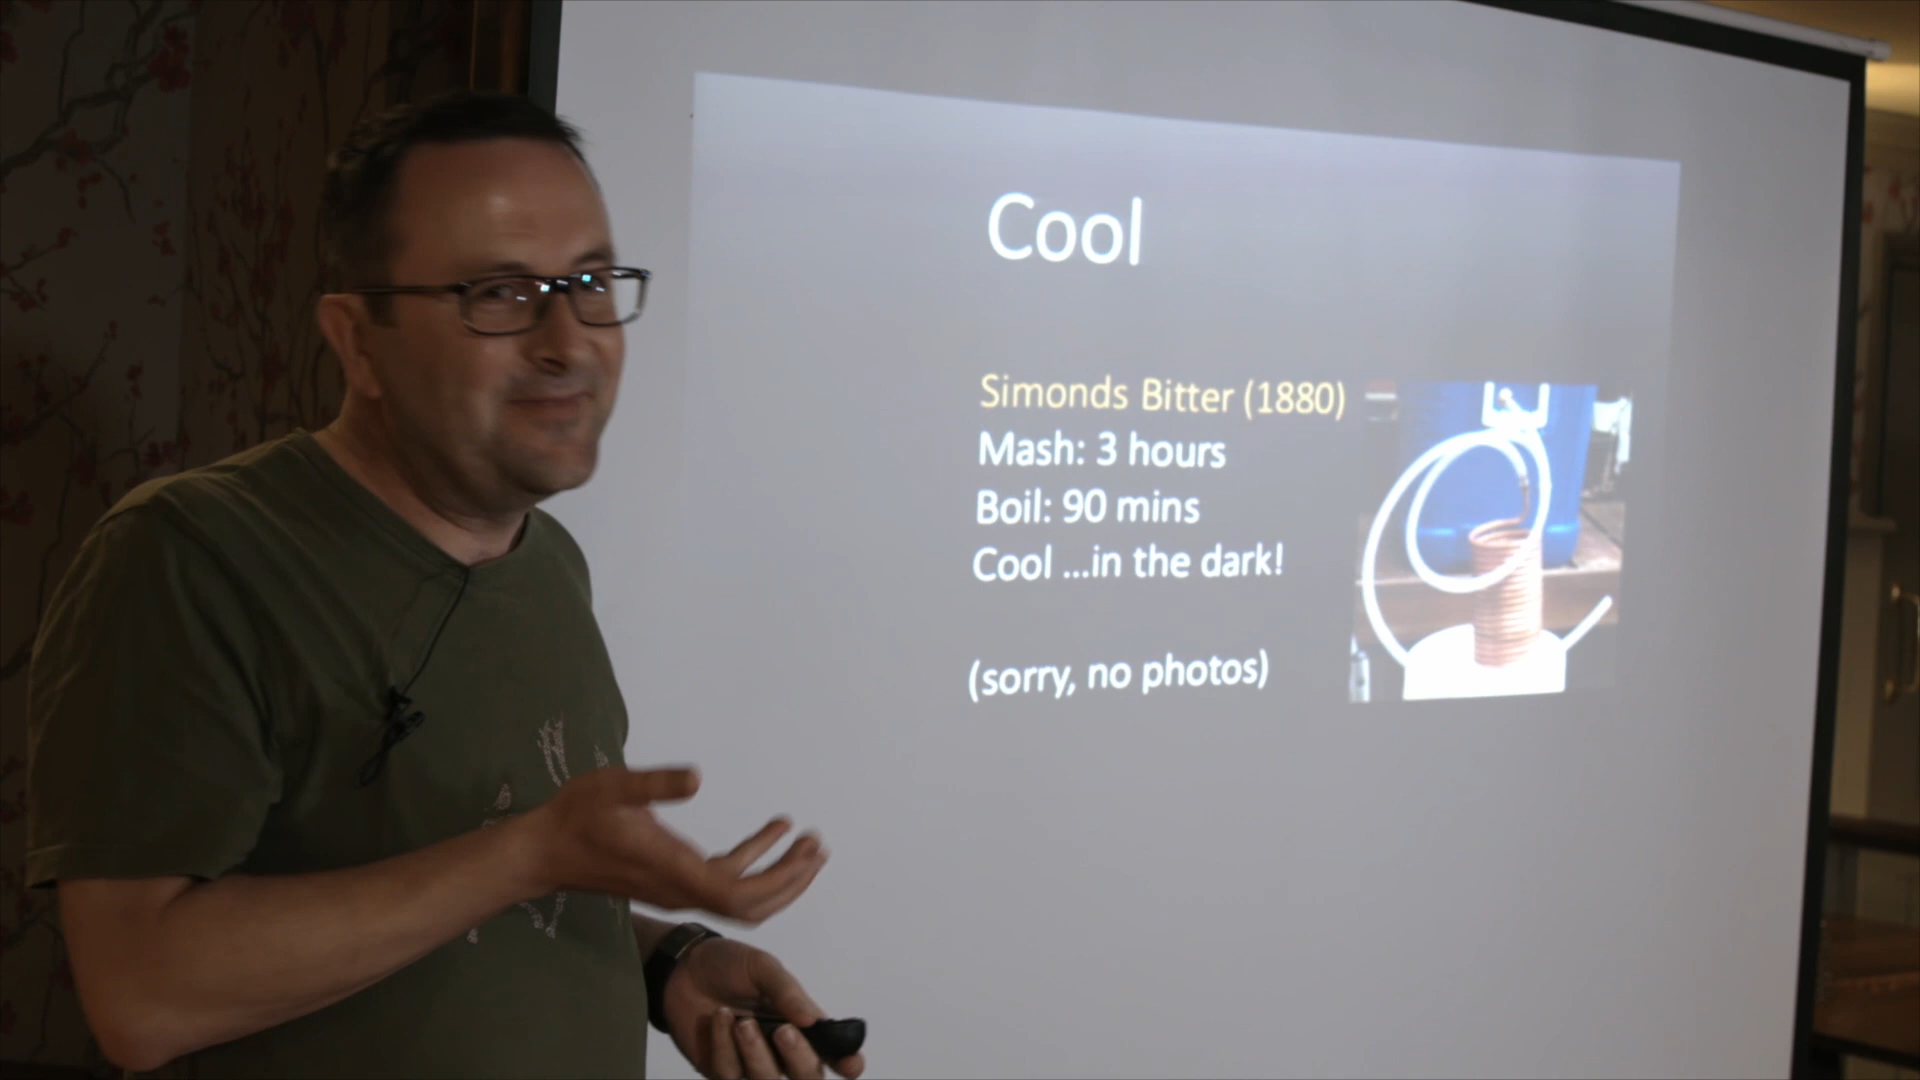 Cool
Simonds Bitter (1880)
Mash: 3 hours
Boil: 90 mins
Cool ...in the dark!
(sorry, no photos)